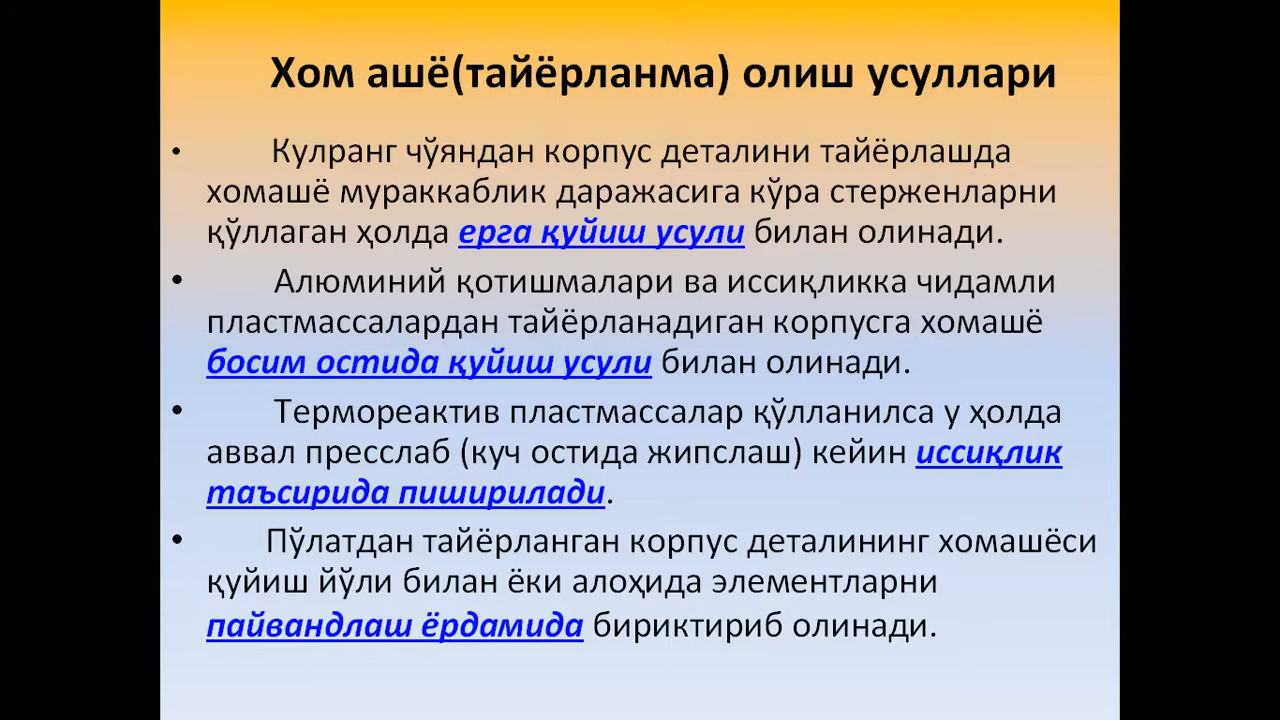 Хом ашё(тайёрланма) олиш усуллари
• Кулранг чўяндан корпус деталини тайёрлашда
хомашё мураккаблик даражасига кўра стерженларни
қўллаган ҳолда ерга қуйиш усули билан олинади.
• Алюминий қотишмалари ва иссиқликка чидамли
пластмассалардан тайёрланадиган корпусга хомашё
босим остида қуйиш усули билан олинади.
• Термореактив пластмассалар қўлланилса у ҳолда
аввал пресслаб (куч остида жипслаш) кейин иссиқлик
таъсирида пиширилади.
• Пўлатдан тайёрланган корпус деталининг хомашёси
қуйиш йўли билан ёки алоҳида элементларни
пайвандлаш ёрдамида бириктириб олинади.